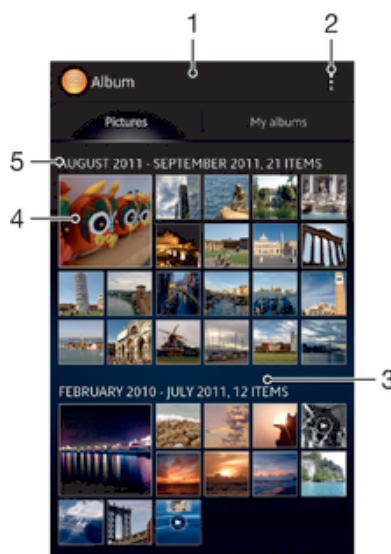 1 2
Album
Pictures My albums
5 AUGUST 2011 - SEPTEMBER 2011, 21 ITEMS
4
3
FEBRUARY 2010 - JULY 2011, 12 ITEMS